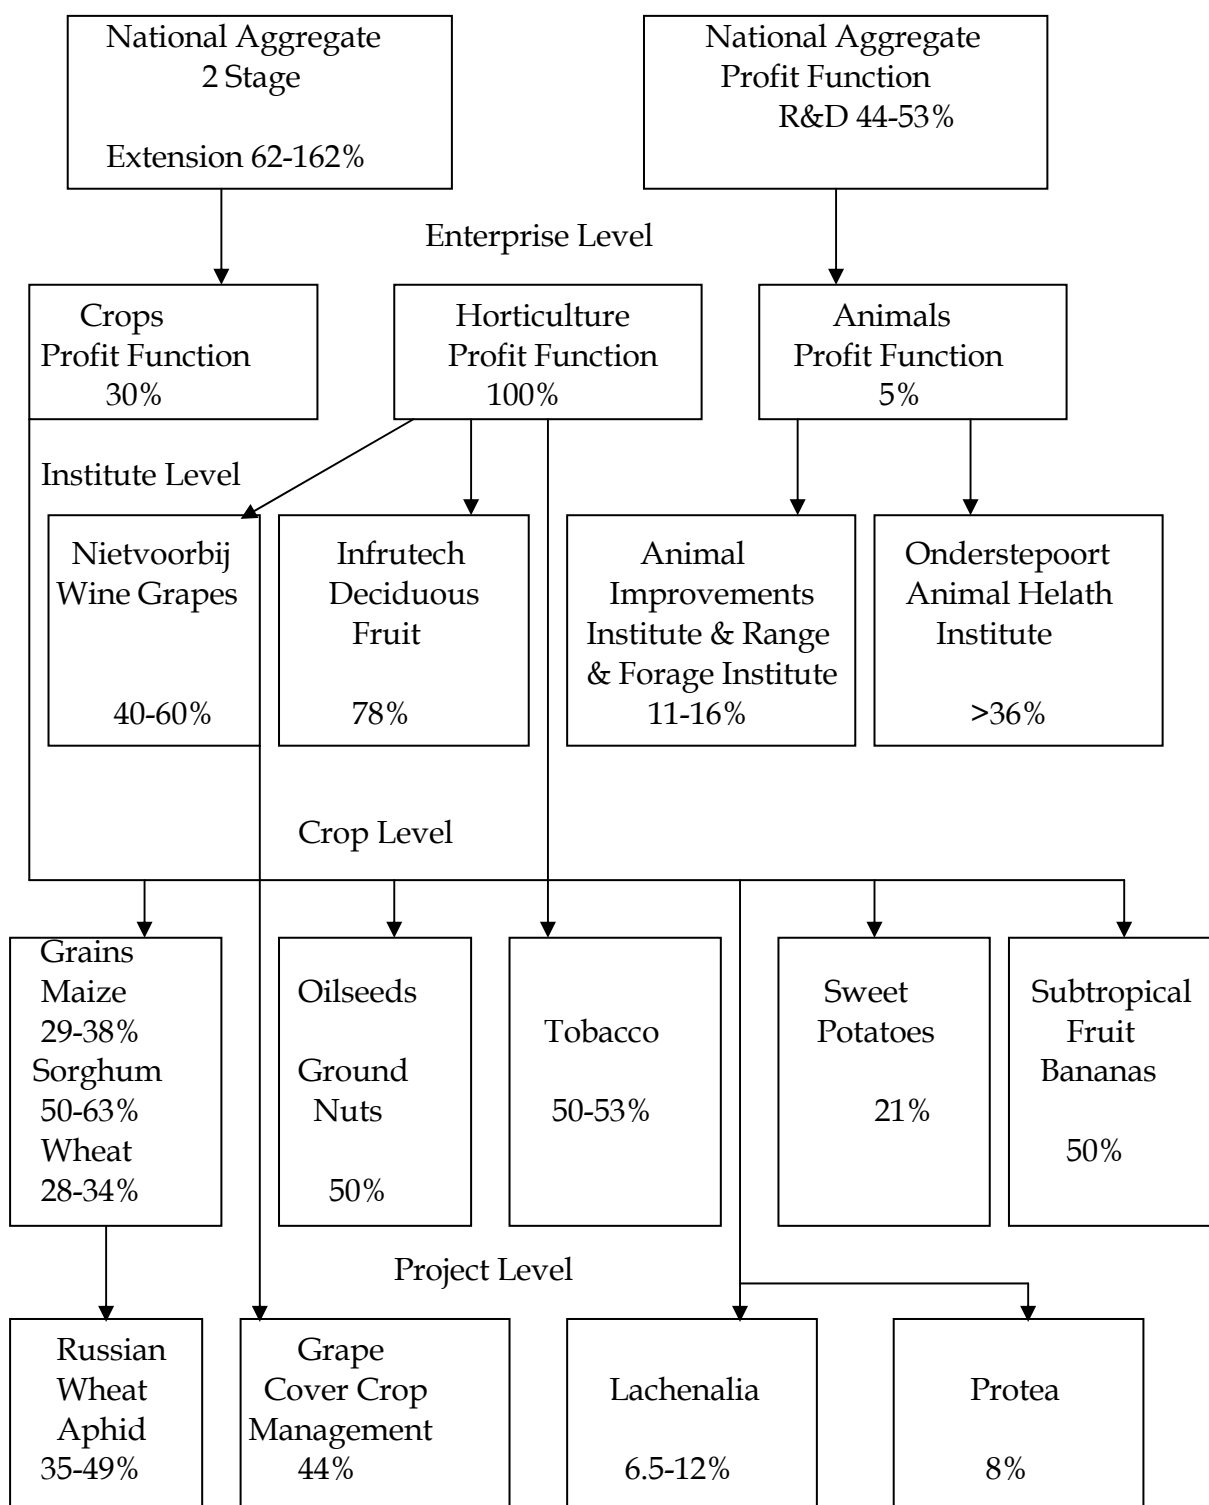 National Aggregate
2 Stage
Extension 62-162%
National Aggregate
Profit Function
R&D 44-53%
Enterprise Level
Crops
Profit Function
30%
Horticulture
Profit Function
100%
Animals
Profit Function
5%
Institute Level
Nietvoorbij
Wine Grapes
40-60%
Infrutech
Deciduous
Fruit
78%
Animal
Improvements
Institute & Range
& Forage Institute
11-16%
Onderstepoort
Animal Helath
Institute
>36%
Crop Level
Grains
Maize
29-38%
Sorghum
50-63%
Wheat
28-34%
Oilseeds
Ground
Nuts
50%
Tobacco
50-53%
Sweet
Potatoes
21%
Subtropical
Fruit
Bananas
50%
Project Level
Russian
Wheat
Aphid
35-49%
Grape
Cover Crop
Management
44%
Lachenalia
6.5-12%
Protea
8%